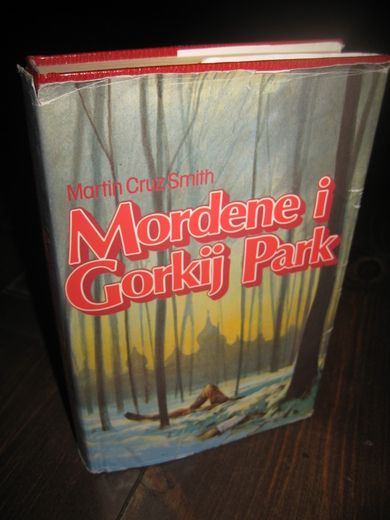 Martin Cruz Smith
Mordene i
Gorkij Park